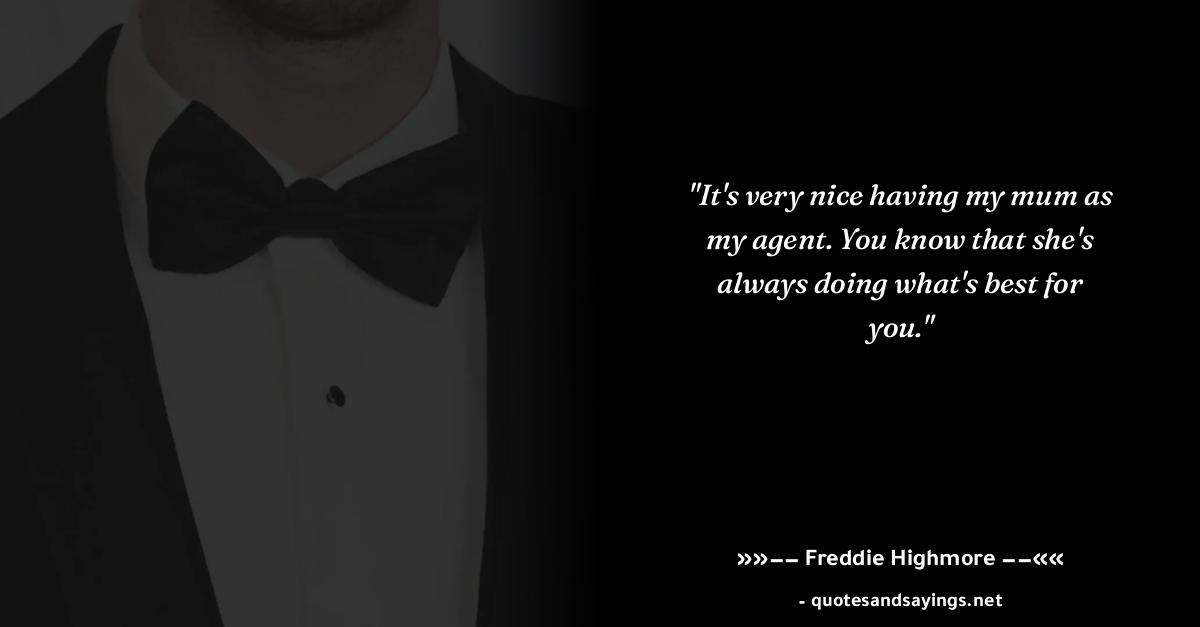 "It's very nice having my mum as
my agent. You know that she's
always doing what's best for
you."
»»−− Freddie Highmore −−««
- quotesandsayings.net